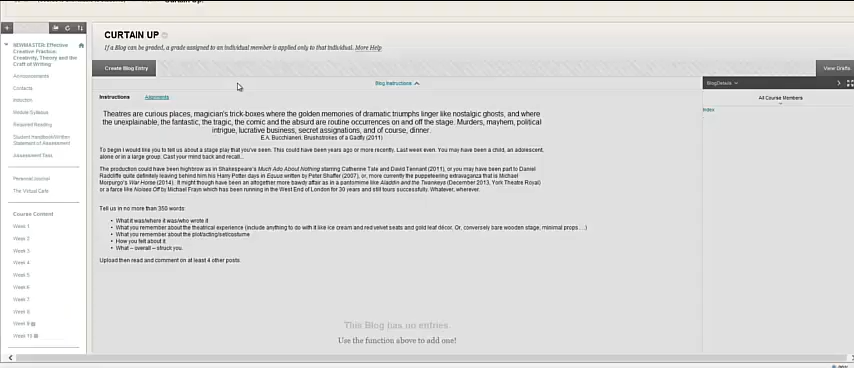 CURTAIN UP
If a Blog can be graded, a grade assigned to an individual member is applied only to that individual. More Help
Create Blog Entry
View Drafts
Blog Instructions
Instructions
Alignments
Theatres are curious places, magician's trick-boxes where the golden memories of dramatic triumphs linger like nostalgic ghosts, and where
the unexplainable, the fantastic, the tragic, the comic and the absurd are routine occurrences on and off the stage. Murders, mayhem, political
intrigue, lucrative business, secret assignations, and of course, dinner.
E.A. Bucchianeri, Brushstrokes of a Gadfly (2011)
To begin I would like you to tell us about a stage play that you've seen. This could have been years ago or more recently. Last week even. You may have been a child, an adolescent,
alone or in a large group. Cast your mind back and recall...
The production could have been highbrow as in Shakespeare's Much Ado About Nothing starring Catherine Tate and David Tennant (2011), or you may have been part to Daniel
Radcliffe quite definitely leaving behind him his Harry Potter days in Equus written by Peter Shaffer (2007), or, more currently the puppeteering extravaganza that is Michael
Morpurgo's War Horse (2014). It might though have been an altogether more bawdy affair as in a pantomime like Aladdin and the Twankeys (December 2013, York Theatre Royal)
or a farce like Noises Off by Michael Frayn which has been running in the West End of London for 30 years and still tours successfully. Whatever, wherever.
Tell us in no more than 350 words:
• What it was/where it was/who wrote it
• What you remember about the theatrical experience (include anything to do with it like ice cream and red velvet seats and gold leaf décor. Or, conversely bare wooden stage, minimal props ...)
• What you remember about the plot/acting/set/costume
• How you felt about it
• What – overall – struck you.
Upload then read and comment on at least 4 other posts.
This Blog has no entries.
Use the function above to add one!
Blog Details
All Course Members
Index
NEWMASTER: Effective
Creative Practice:
Creativity, Theory and the
Craft of Writing
Announcements
Contacts
Induction
Module Syllabus
Required Reading
Student Handbook/Written
Statement of Assessment
Assessment Tasks
Personal Journal
The Virtual Cafe
Course Content
Week 1
Week 2
Week 3
Week 4
Week 5
Week 6
Week 7
Week 8
Week 9
Week 10